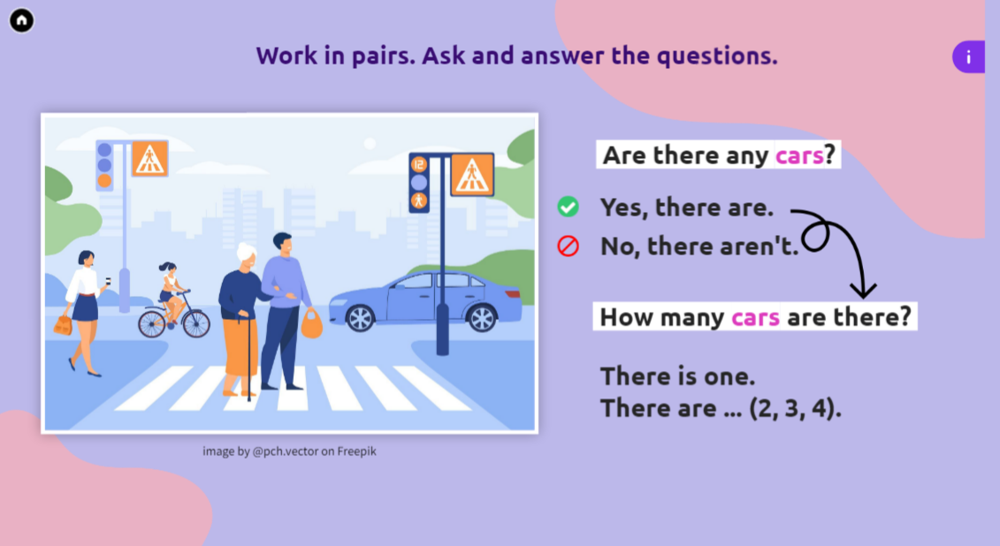 Work in pairs. Ask and answer the questions.
i
12
Are there any cars?
Yes, there are.
No, there aren't.
How many cars are there?
There is one.
There are ... (2, 3, 4).
image by @pch.vector on Freepik